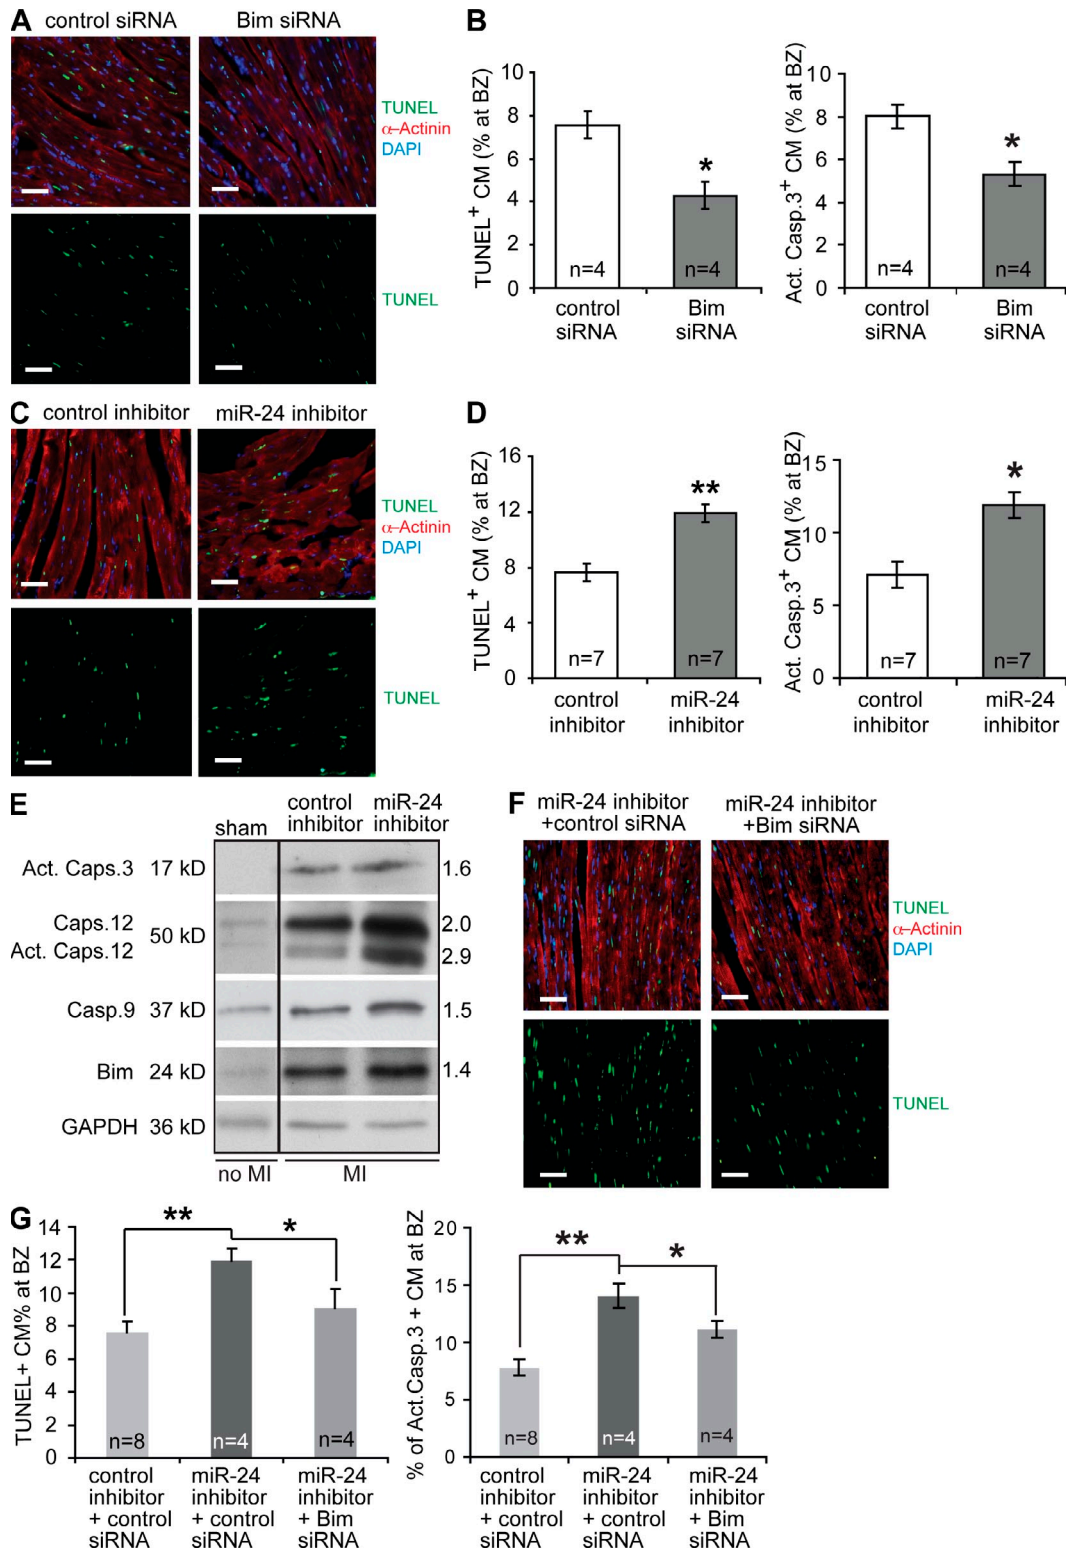 A
control siRNA
Bim siRNA
TUNEL
α-Actinin
DAPI
TUNEL
B
TUNEL+ CM (% at BZ)
10
8
6
4
2
0
*
n=4
n=4
control
siRNA
Bim
siRNA
Act. Casp.3+ CM (% at BZ)
10
8
6
4
2
0
*
n=4
n=4
control
siRNA
Bim
siRNA
C
control inhibitor
miR-24 inhibitor
TUNEL
α-Actinin
DAPI
TUNEL
D
TUNEL+ CM (% at BZ)
16
12
8
4
0
**
n=7
n=7
control
inhibitor
miR-24
inhibitor
Act. Casp.3+ CM (% at BZ)
15
10
5
0
*
n=7
n=7
control
inhibitor
miR-24
inhibitor
E
sham
control
inhibitor
miR-24
inhibitor
Act. Caps.3 17 kD 1.6
Caps.12 2.0
50 kD
Act. Caps.12 2.9
Casp.9 37 kD 1.5
Bim 24 kD 1.4
GAPDH 36 kD
no MI
MI
F
miR-24 inhibitor
+control siRNA
miR-24 inhibitor
+Bim siRNA
TUNEL
α-Actinin
DAPI
TUNEL
G
TUNEL+ CM% at BZ
14
12
10
8
6
4
2
0
**
*
n=8
n=4
n=4
control
inhibitor
+ control
siRNA
miR-24
inhibitor
+ control
siRNA
miR-24
inhibitor
+ Bim
siRNA
% of Act.Casp.3 + CM at BZ
20
15
10
5
0
**
*
n=8
n=4
n=4
control
inhibitor
+ control
siRNA
miR-24
inhibitor
+ control
siRNA
miR-24
inhibitor
+ Bim
siRNA